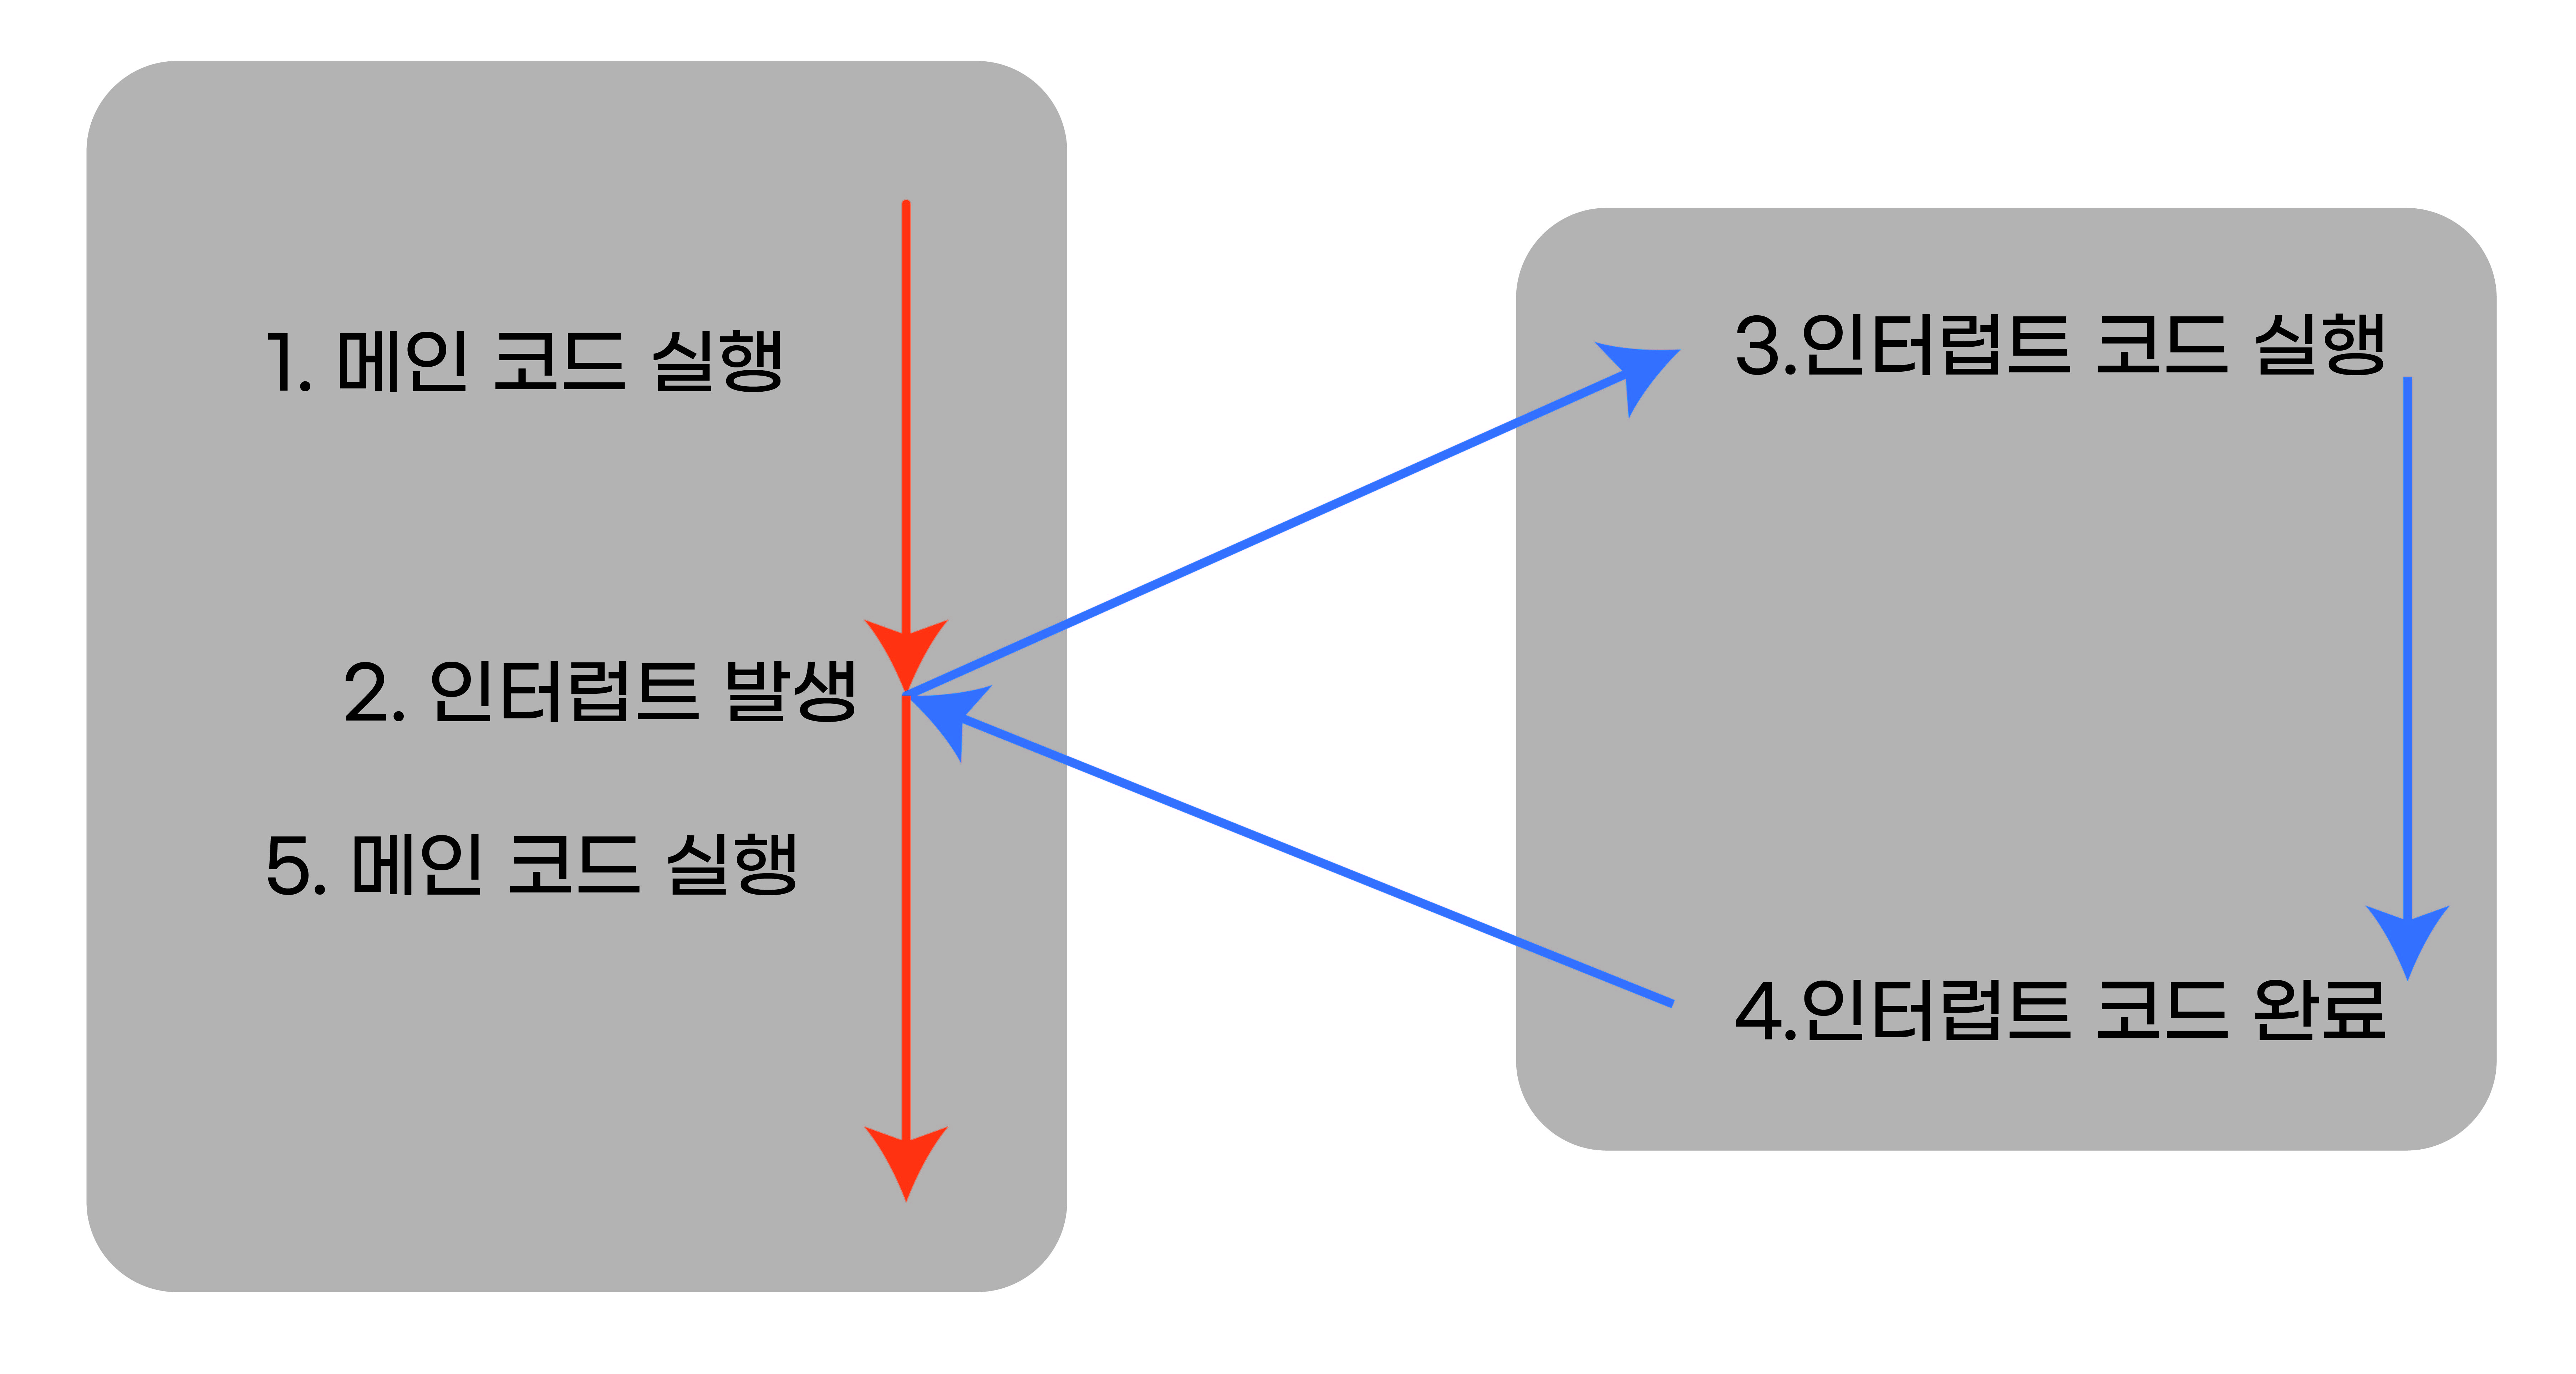 1. 메인 코드 실행
2. 인터럽트 발생
5. 메인 코드 실행
3.인터럽트 코드 실행
4.인터럽트 코드 완료